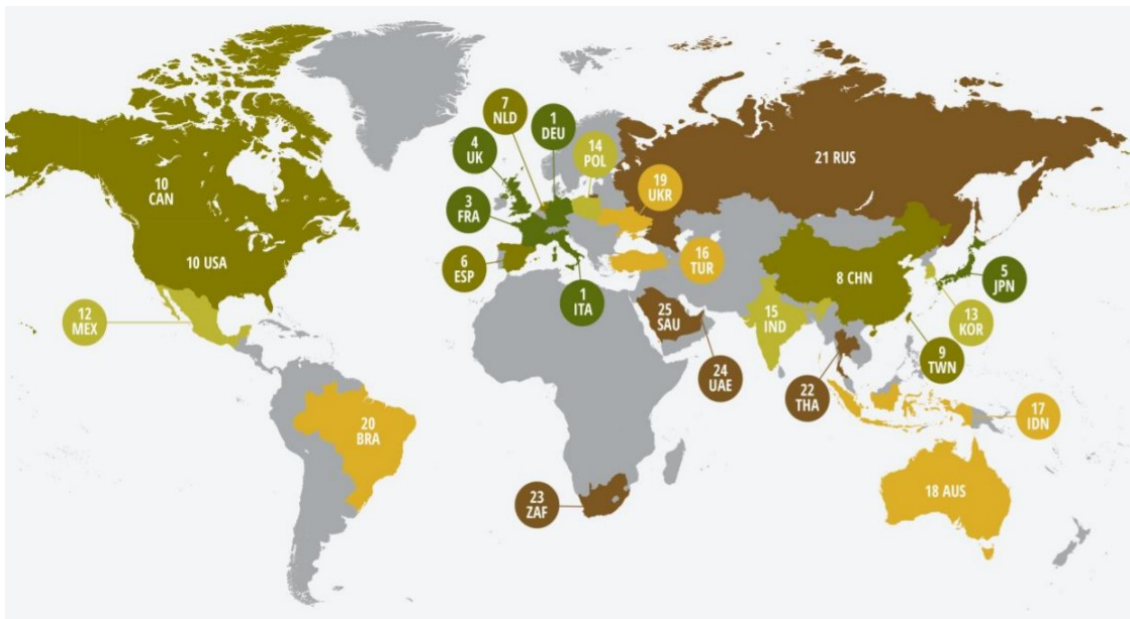 7
NLD
1
DEU
4
UK
14
POL
21 RUS
10
CAN
19
UKR
3
FRA
10 USA
6
ESP
16
TUR
8 CHN
5
JPN
12
MEX
1
ITA
25
SAU
15
IND
13
KOR
9
TWN
24
UAE
22
THA
20
BRA
17
IDN
18 AUS
23
ZAF